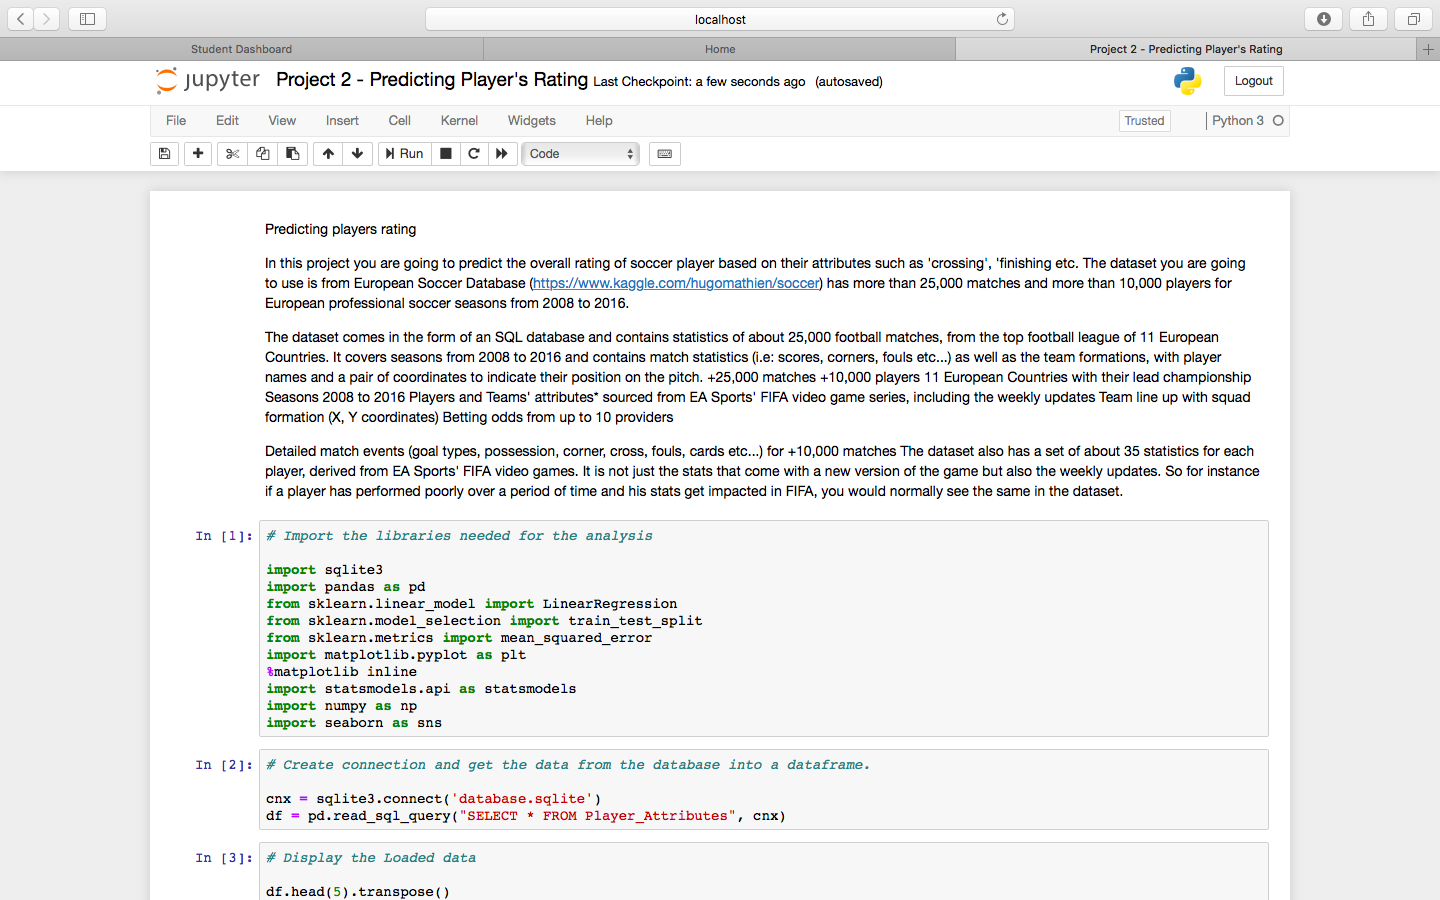 localhost
Student Dashboard
Home
Project 2 - Predicting Player's Rating
jupyter Project 2 - Predicting Player's Rating Last Checkpoint: a few seconds ago (autosaved)
Logout
File Edit View Insert Cell Kernel Widgets Help
Trusted
Python 3
Run
Code
Predicting players rating
In this project you are going to predict the overall rating of soccer player based on their attributes such as 'crossing', 'finishing etc. The dataset you are going
to use is from European Soccer Database (https://www.kaggle.com/hugomathien/soccer) has more than 25,000 matches and more than 10,000 players for
European professional soccer seasons from 2008 to 2016.
The dataset comes in the form of an SQL database and contains statistics of about 25,000 football matches, from the top football league of 11 European
Countries. It covers seasons from 2008 to 2016 and contains match statistics (i.e: scores, corners, fouls etc...) as well as the team formations, with player
names and a pair of coordinates to indicate their position on the pitch. +25,000 matches +10,000 players 11 European Countries with their lead championship
Seasons 2008 to 2016 Players and Teams' attributes* sourced from EA Sports' FIFA video game series, including the weekly updates Team line up with squad
formation (X, Y coordinates) Betting odds from up to 10 providers
Detailed match events (goal types, possession, corner, cross, fouls, cards etc...) for +10,000 matches The dataset also has a set of about 35 statistics for each
player, derived from EA Sports' FIFA video games. It is not just the stats that come with a new version of the game but also the weekly updates. So for instance
if a player has performed poorly over a period of time and his stats get impacted in FIFA, you would normally see the same in the dataset.
In [1]: # Import the libraries needed for the analysis
import sqlite3
import pandas as pd
from sklearn.linear_model import LinearRegression
from sklearn.model_selection import train_test_split
from sklearn.metrics import mean_squared_error
import matplotlib.pyplot as plt
%matplotlib inline
import statsmodels.api as statsmodels
import numpy as np
import seaborn as sns
In [2]: # Create connection and get the data from the database into a dataframe.
cnx = sqlite3.connect('database.sqlite')
df = pd.read_sql_query("SELECT * FROM Player_Attributes", cnx)
In [3]: # Display the Loaded data
df.head(5).transpose()